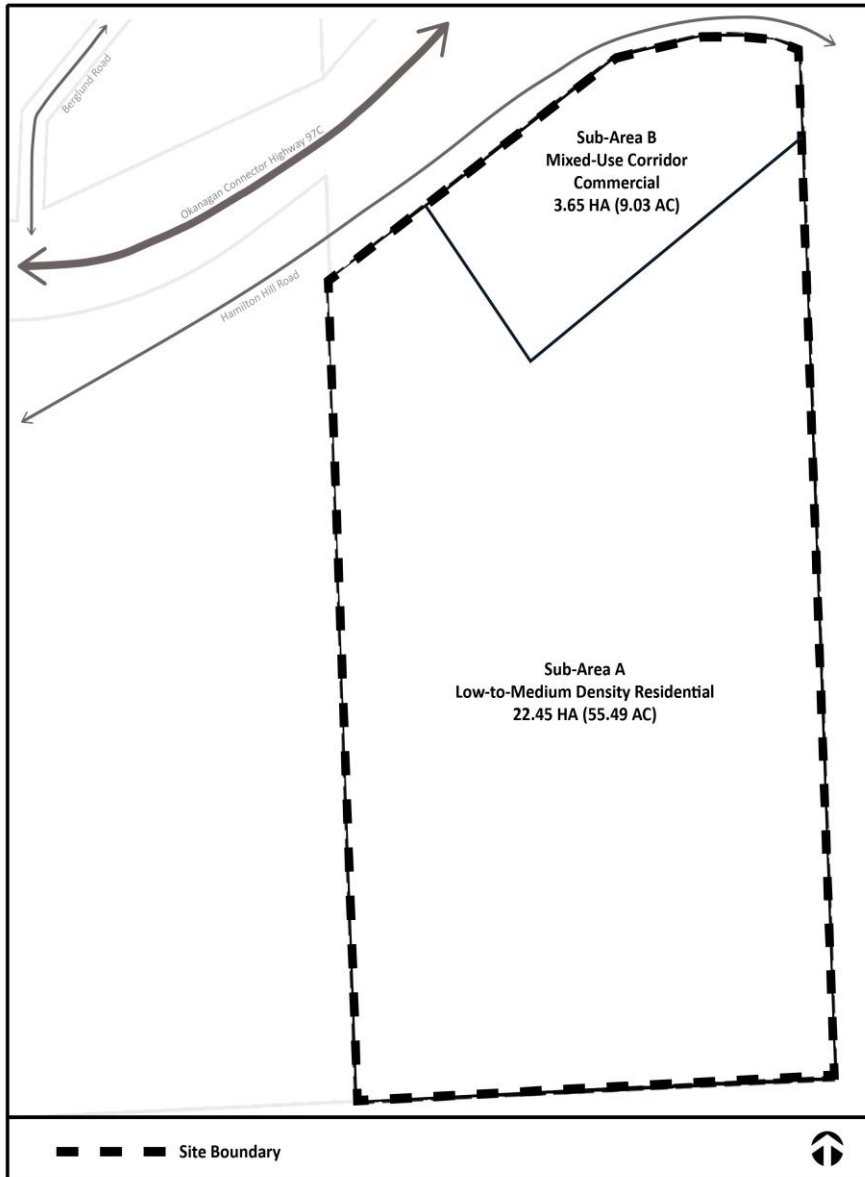 Berglund Road
Okanagan Connector Highway 97C
Hamilton Hill Road
Sub-Area B
Mixed-Use Corridor
Commercial
3.65 HA (9.03 AC)
Sub-Area A
Low-to-Medium Density Residential
22.45 HA (55.49 AC)
Site Boundary